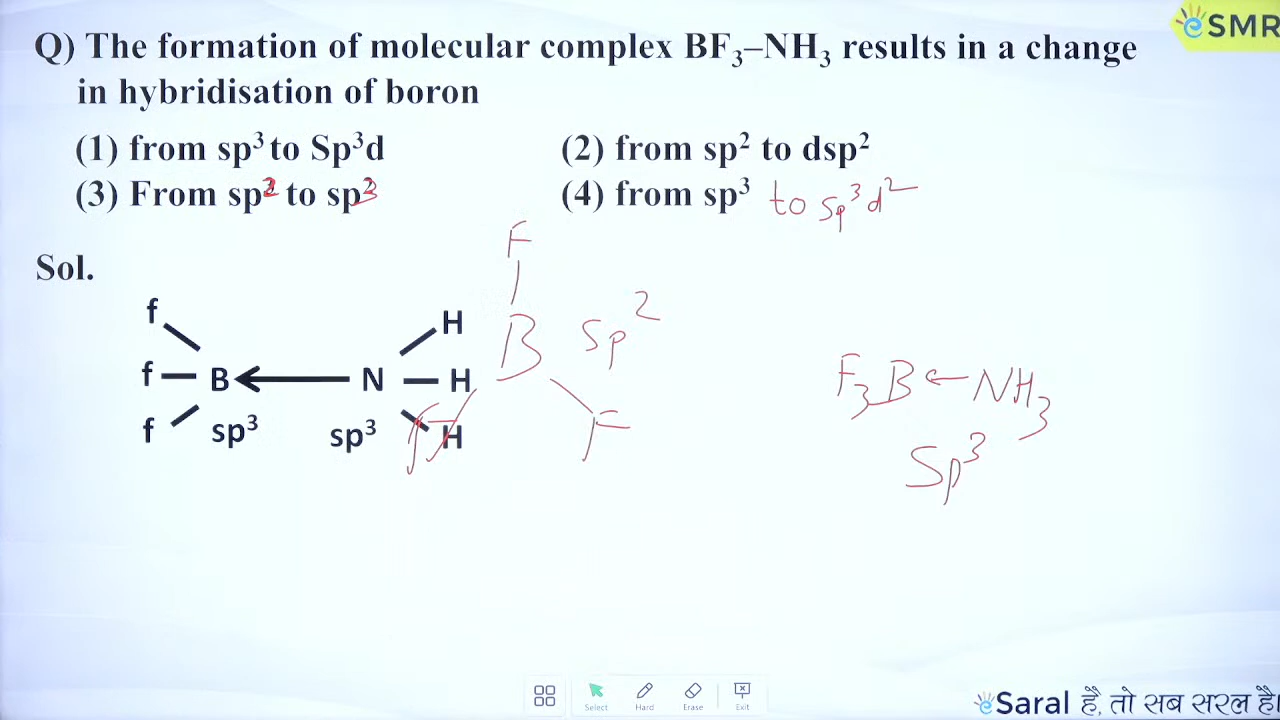 eSMR
Q) The formation of molecular complex BF₃–NH₃ results in a change
in hybridisation of boron
(1) from sp³ to Sp³d
(2) from sp² to dsp²
(3) From sp² to sp³
(4) from sp³ to sp³d²
Sol.
F
f
H
B sp²
f B N H
F₃B ← NH₃
f
sp³
sp³
H
F
F
Sp³
Select
Hard
Erase
Exit
eSaral है, तो सब सरल है।